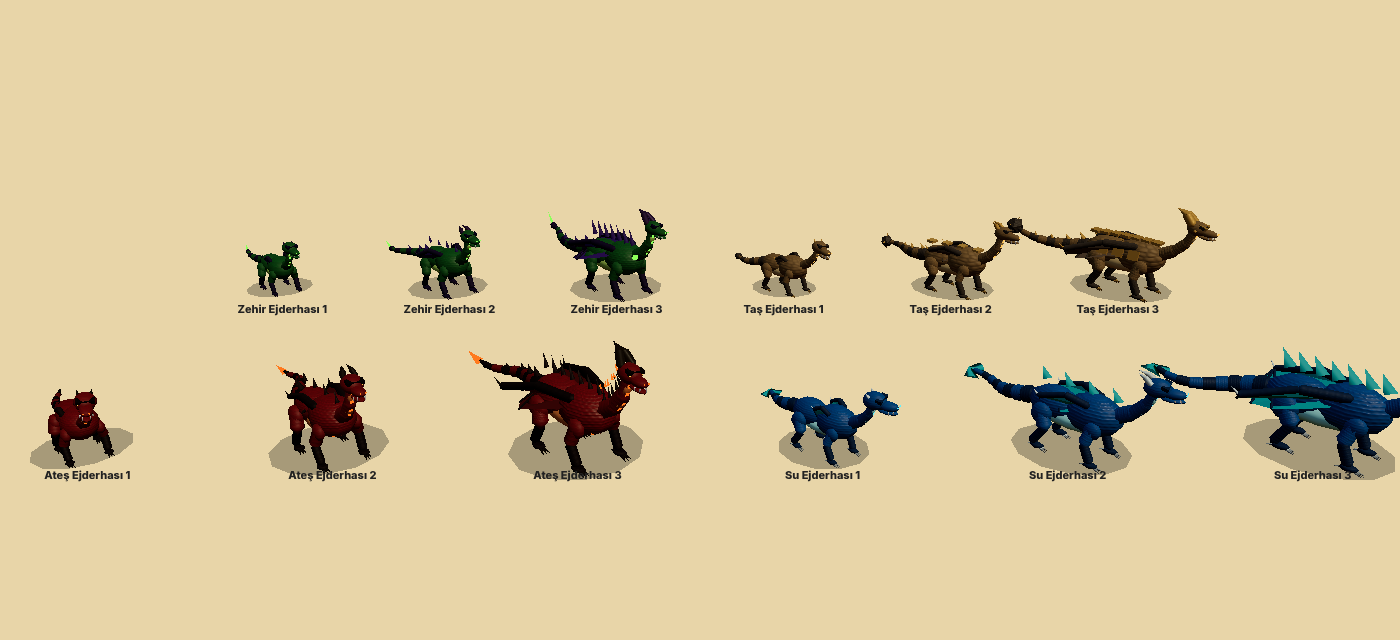 Zehir Ejderhası 1
Zehir Ejderhası 2
Zehir Ejderhası 3
Taş Ejderhası 1
Taş Ejderhası 2
Taş Ejderhası 3
Ateş Ejderhası 1
Ateş Ejderhası 2
Ateş Ejderhası 3
Su Ejderhası 1
Su Ejderhası 2
Su Ejderhası 3